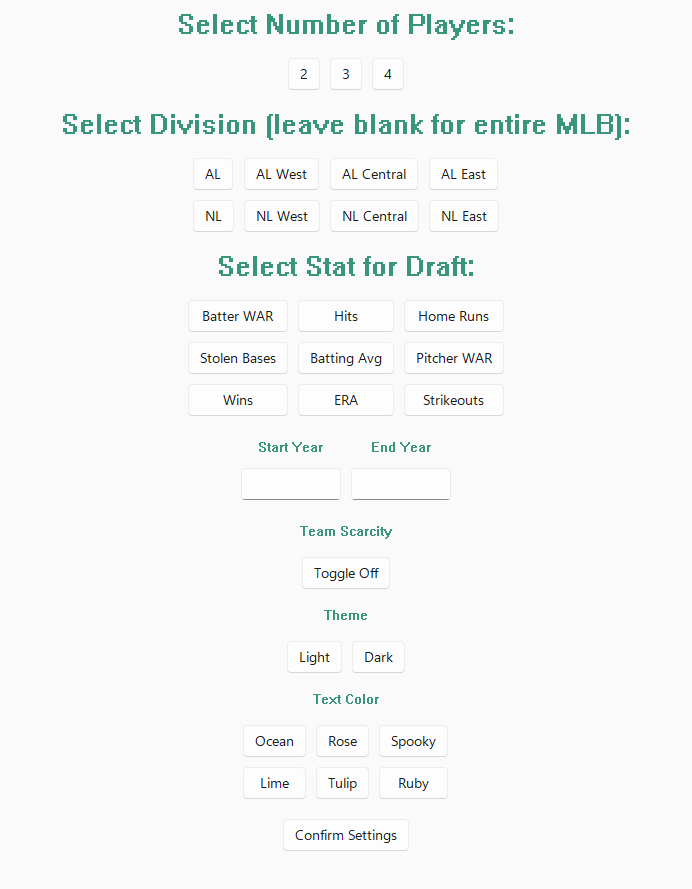 Select Number of Players:
2 3 4
Select Division (leave blank for entire MLB):
AL AL West AL Central AL East
NL NL West NL Central NL East
Select Stat for Draft:
Batter WAR Hits Home Runs
Stolen Bases Batting Avg Pitcher WAR
Wins ERA Strikeouts
Start Year End Year
Team Scarcity
Toggle Off
Theme
Light Dark
Text Color
Ocean Rose Spooky
Lime Tulip Ruby
Confirm Settings